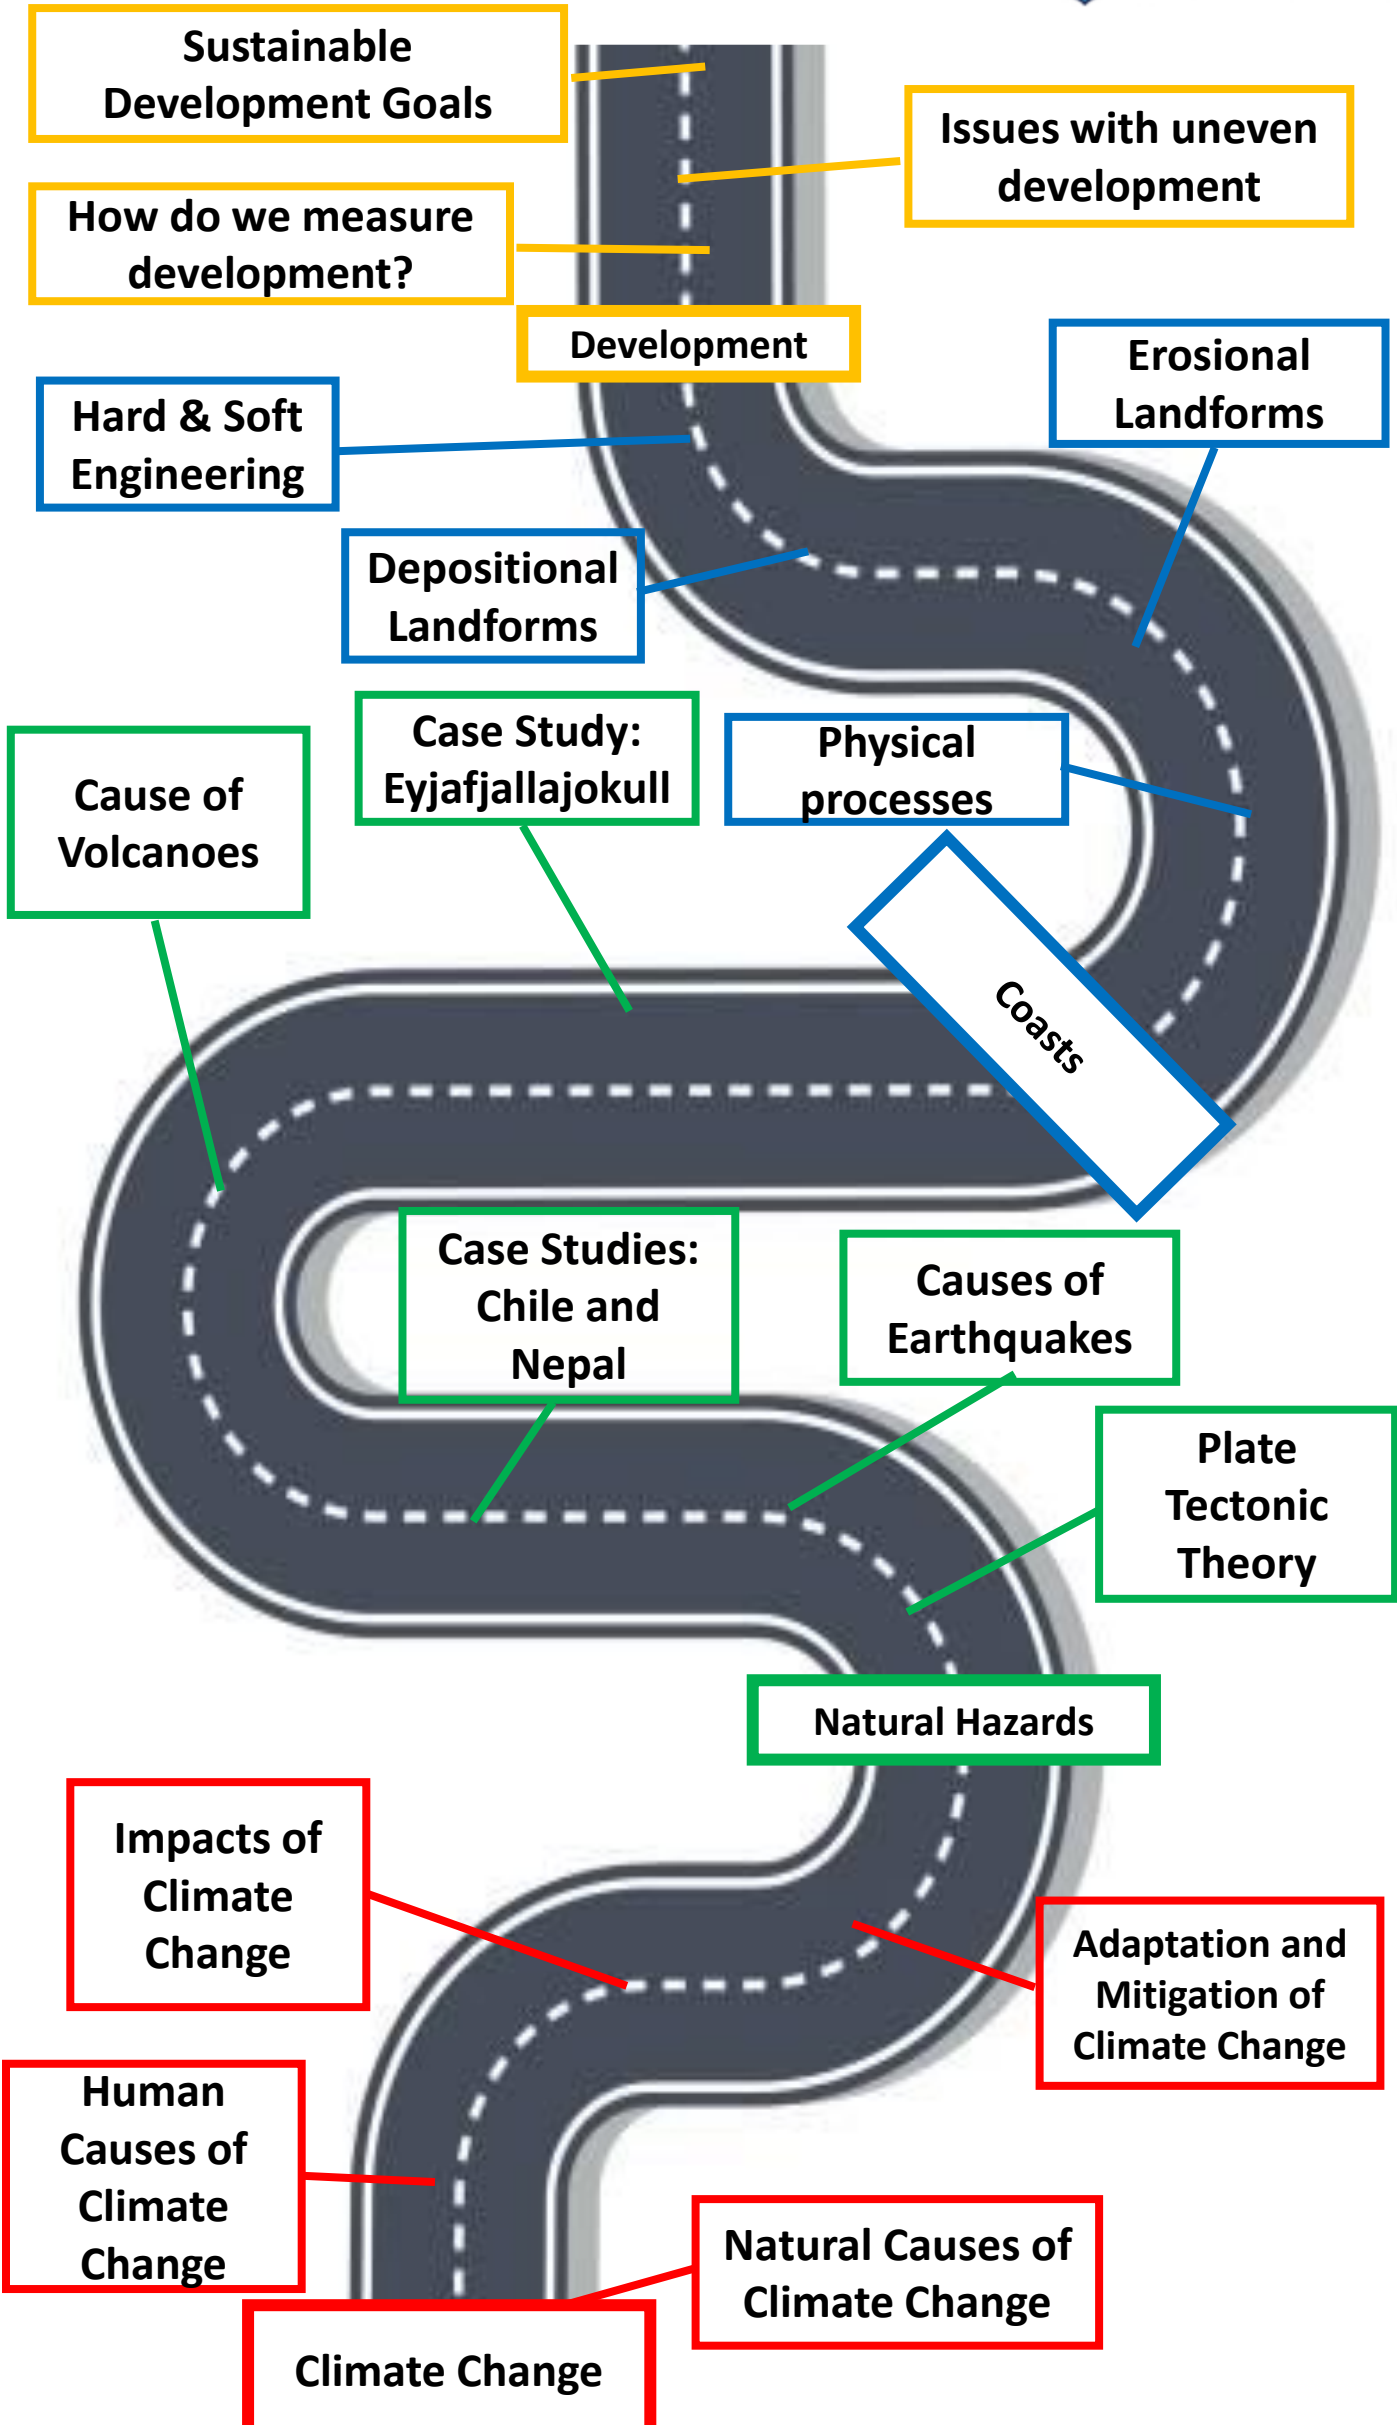 Sustainable
Development Goals
Issues with uneven
development
How do we measure
development?
Development
Erosional
Landforms
Hard & Soft
Engineering
Depositional
Landforms
Case Study:
Eyjafjallajokull
Physical
processes
Cause of
Volcanoes
Coasts
Case Studies:
Chile and
Nepal
Causes of
Earthquakes
Plate
Tectonic
Theory
Natural Hazards
Impacts of
Climate
Change
Adaptation and
Mitigation of
Climate Change
Human
Causes of
Climate
Change
Natural Causes of
Climate Change
Climate Change